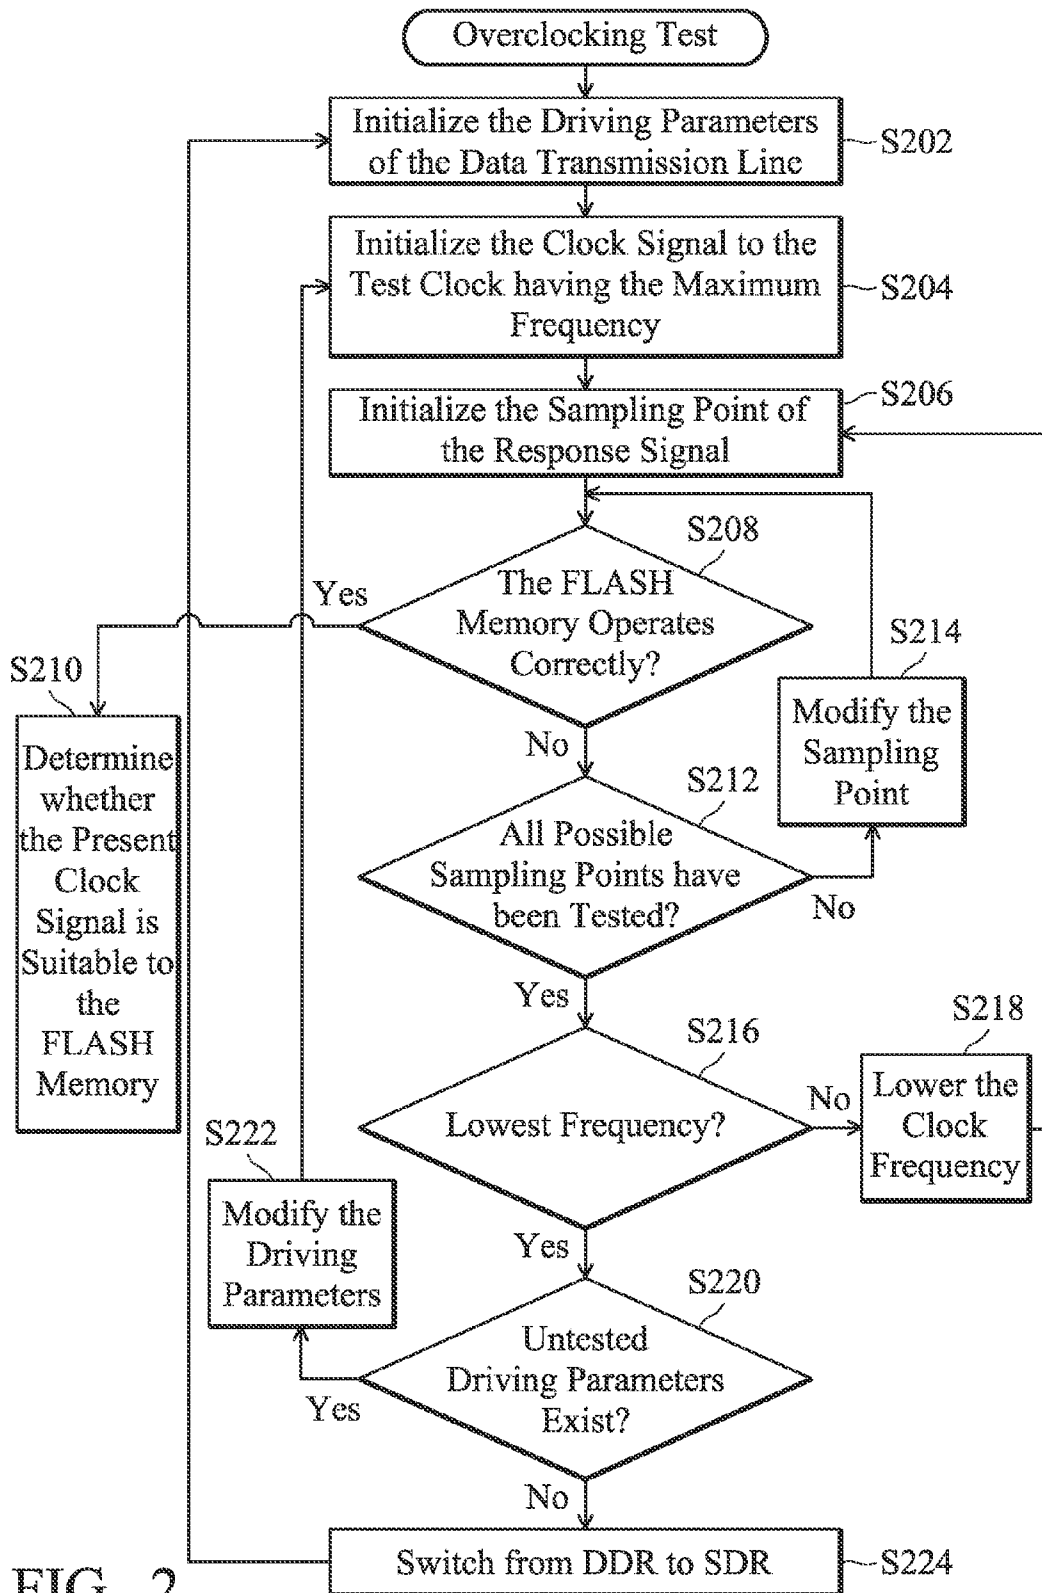 Overclocking Test
Initialize the Driving Parameters
of the Data Transmission Line
S202
Initialize the Clock Signal to the
Test Clock having the Maximum
Frequency
S204
Initialize the Sampling Point of
the Response Signal
S206
S208
The FLASH
Memory Operates
Correctly?
Yes
No
S210
Determine
whether
the Present
Clock
Signal is
Suitable to
the
FLASH
Memory
S214
Modify the
Sampling
Point
S212
All Possible
Sampling Points have
been Tested?
No
Yes
S216
Lowest Frequency?
No
Yes
S218
Lower the
Clock
Frequency
S222
Modify the
Driving
Parameters
S220
Untested
Driving Parameters
Exist?
Yes
No
Switch from DDR to SDR
S224
FIG. 2